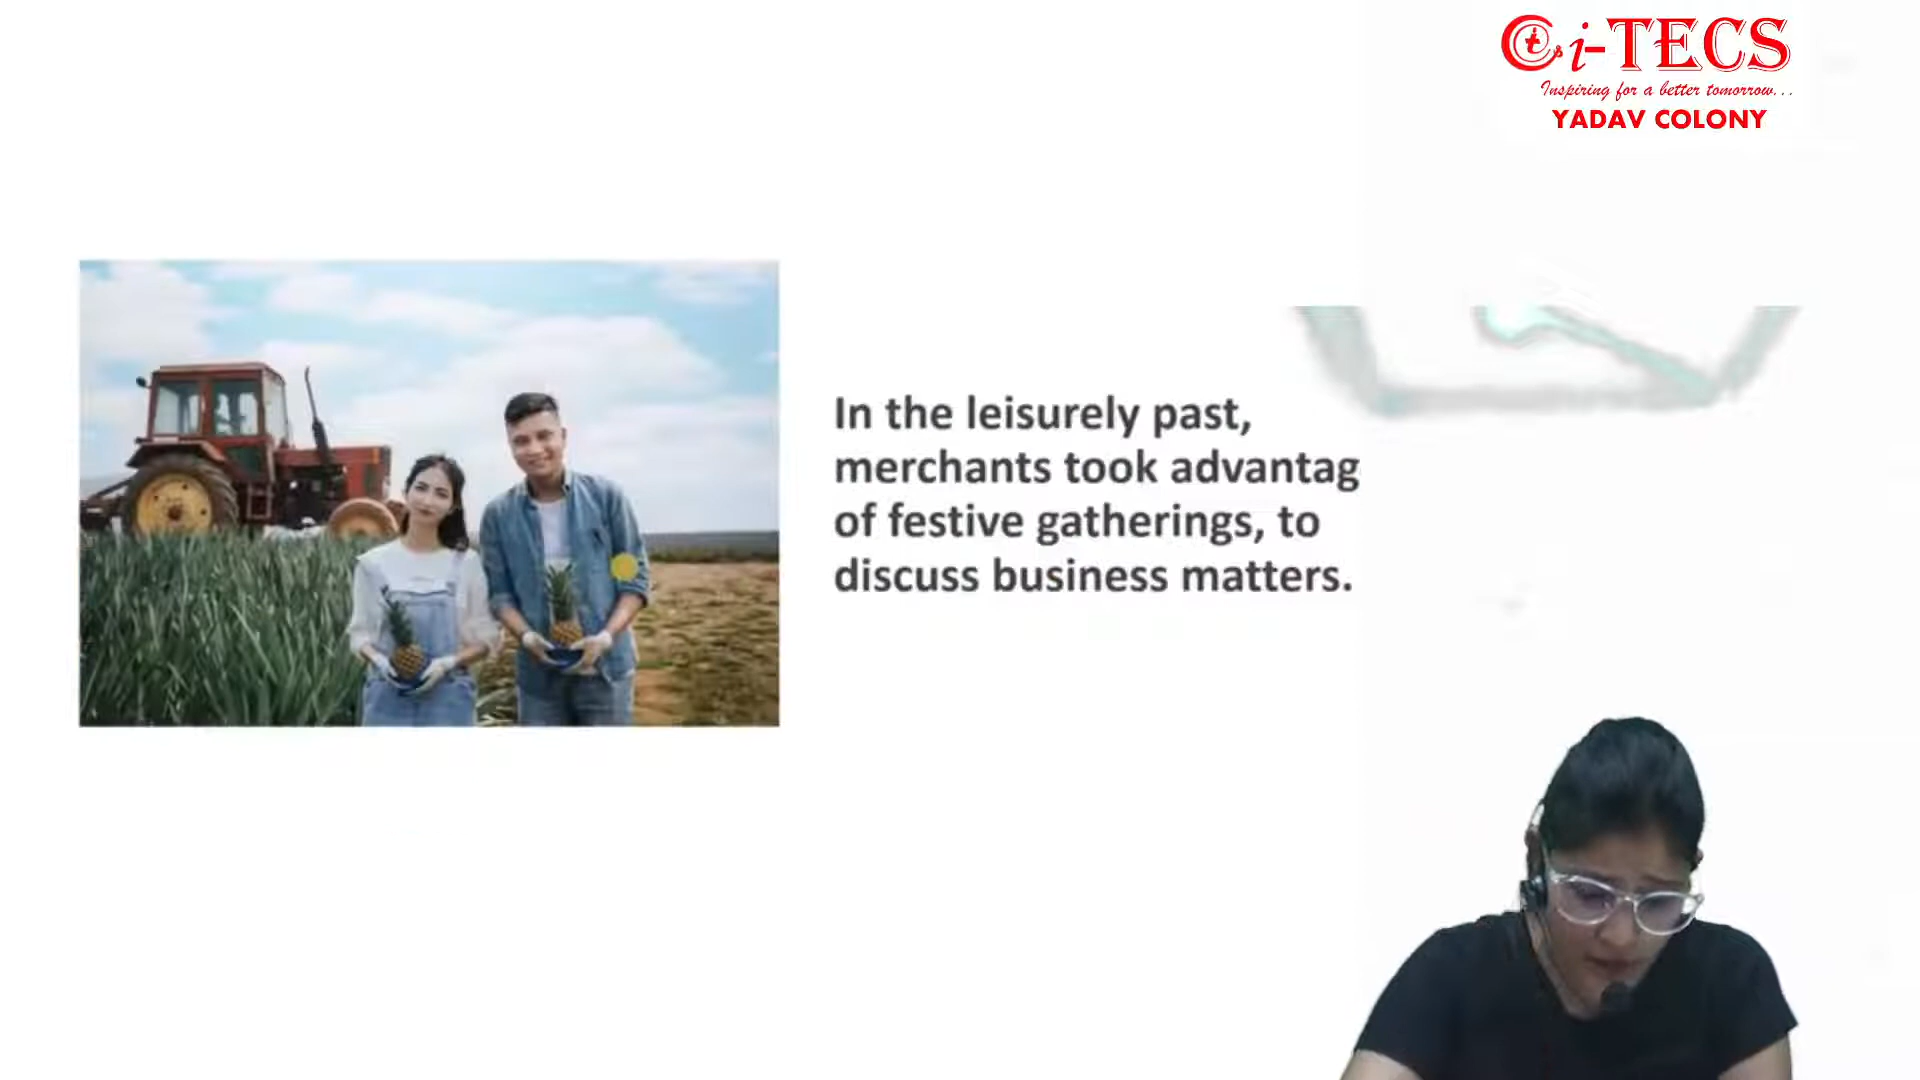 i-TECS
Inspiring for a better tomorrow...
YADAV COLONY
In the leisurely past,
merchants took advantag
of festive gatherings, to
discuss business matters.